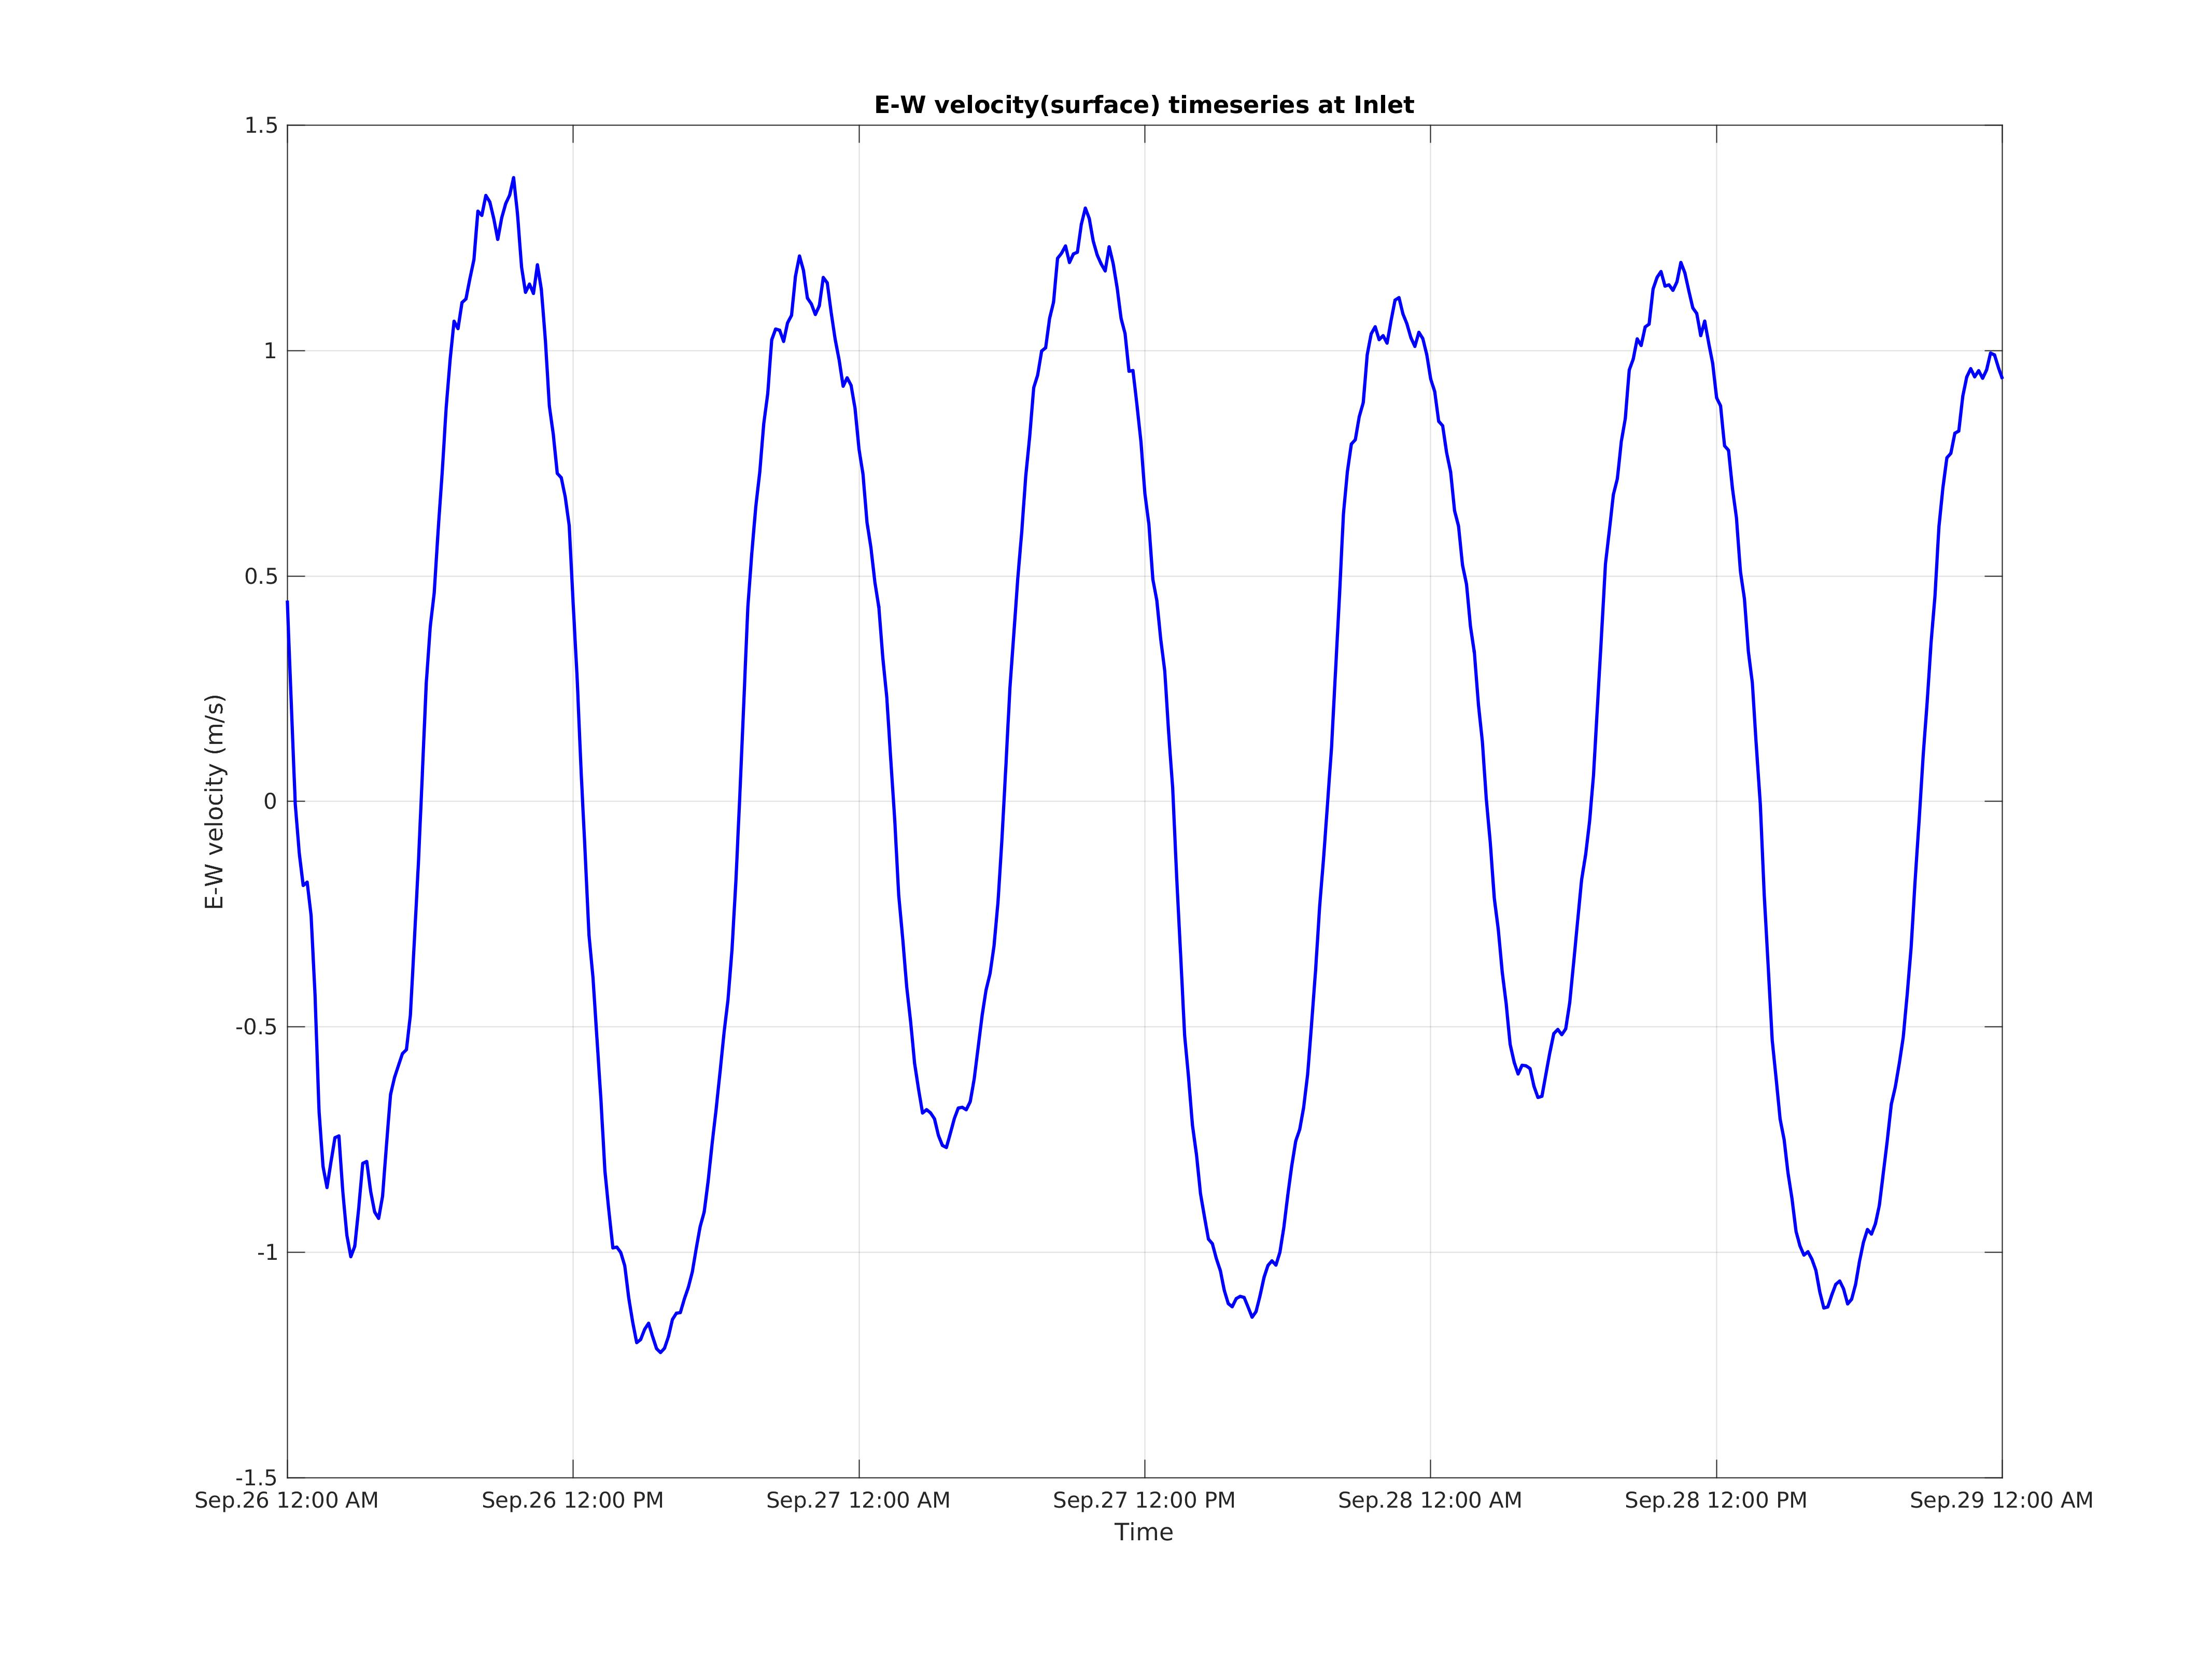 E-W velocity(surface) timeseries at Inlet
1.5
1
0.5
0
-0.5
-1
-1.5
E-W velocity (m/s)
Sep.26 12:00 AM Sep.26 12:00 PM Sep.27 12:00 AM Sep.27 12:00 PM Sep.28 12:00 AM Sep.28 12:00 PM Sep.29 12:00 AM
Time